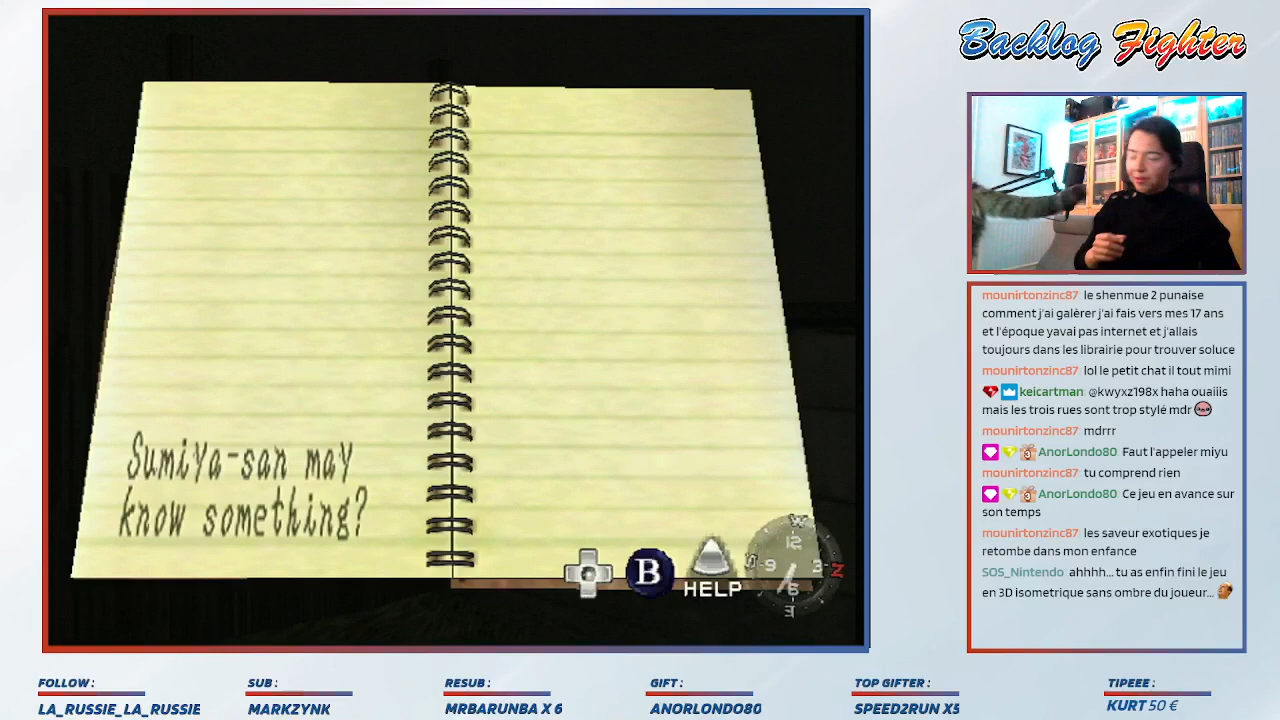 Backlog Fighter
Sumiya-san may
know something?
B
HELP
W
12
9
3
N
6
E
mounirtonzinc87 le shenmue 2 punaise
comment j'ai galérer j'ai fais vers mes 17 ans
et l'époque yavai pas internet et j'allais
toujours dans les librairie pour trouver soluce
mounirtonzinc87 lol le petit chat il tout mimi
keicartman @kwyxz198x haha ouaiiis
mais les trois rues sont trop stylé mdr
mounirtonzinc87 mdrrr
AnorLondo80 Faut l'appeler miyu
mounirtonzinc87 tu comprend rien
AnorLondo80 Ce jeu en avance sur
son temps
mounirtonzinc87 les saveur exotiques je
retombe dans mon enfance
SOS_Nintendo ahhhh... tu as enfin fini le jeu
en 3D isometrique sans ombre du joueur...
FOLLOW :
LA_RUSSIE_LA_RUSSIE
SUB :
MARKZYNK
RESUB :
MRBARUNBA X 6
GIFT :
ANORLONDO80
TOP GIFTER :
SPEED2RUN X5
TIPEEE :
KURT 50 €